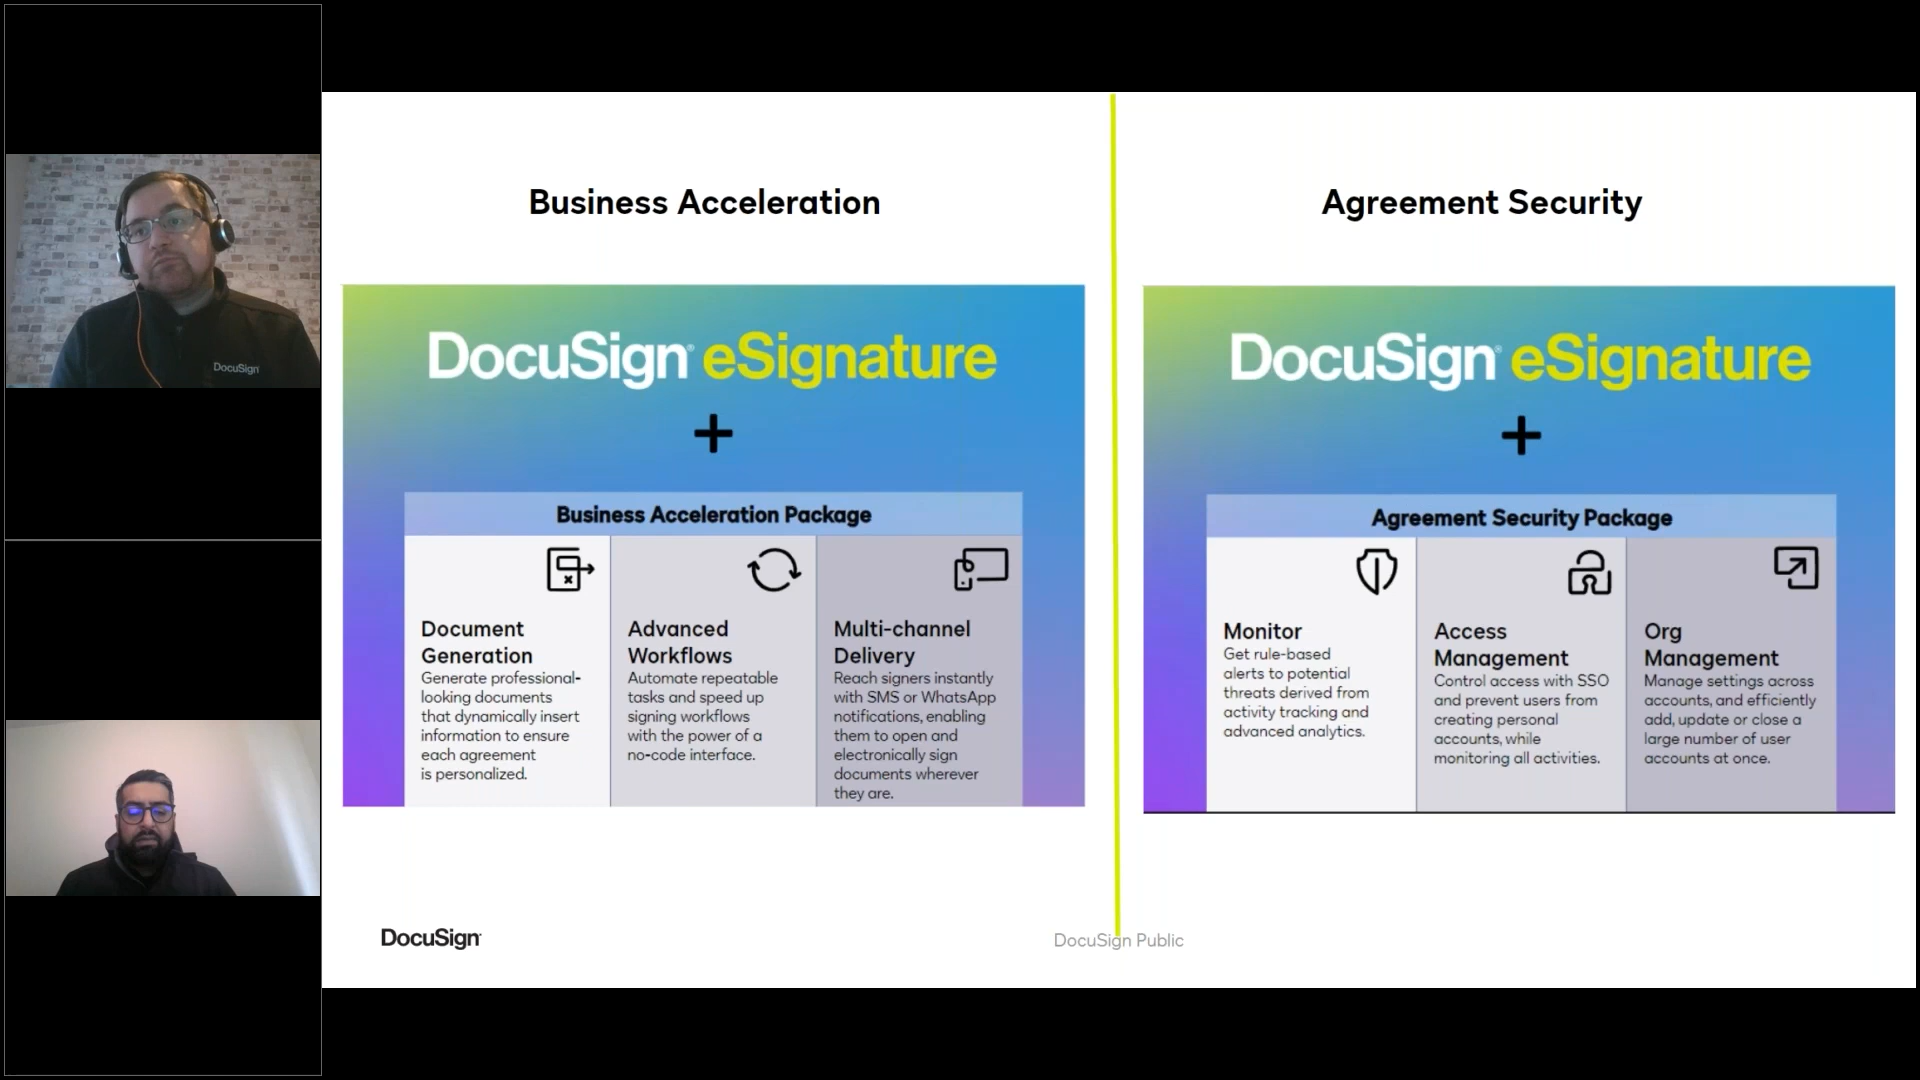 DocuSign
Business Acceleration
DocuSign® eSignature
+
Business Acceleration Package
Document
Generation
Generate professional-
looking documents
that dynamically insert
information to ensure
each agreement
is personalized.
Advanced
Workflows
Automate repeatable
tasks and speed up
signing workflows
with the power of a
no-code interface.
Multi-channel
Delivery
Reach signers instantly
with SMS or WhatsApp
notifications, enabling
them to open and
electronically sign
documents wherever
they are.
Agreement Security
DocuSign® eSignature
+
Agreement Security Package
Monitor
Get rule-based
alerts to potential
threats derived from
activity tracking and
advanced analytics.
Access
Management
Control access with SSO
and prevent users from
creating personal
accounts, while
monitoring all activities.
Org
Management
Manage settings across
accounts, and efficiently
add, update or close a
large number of user
accounts at once.
DocuSign
DocuSign Public